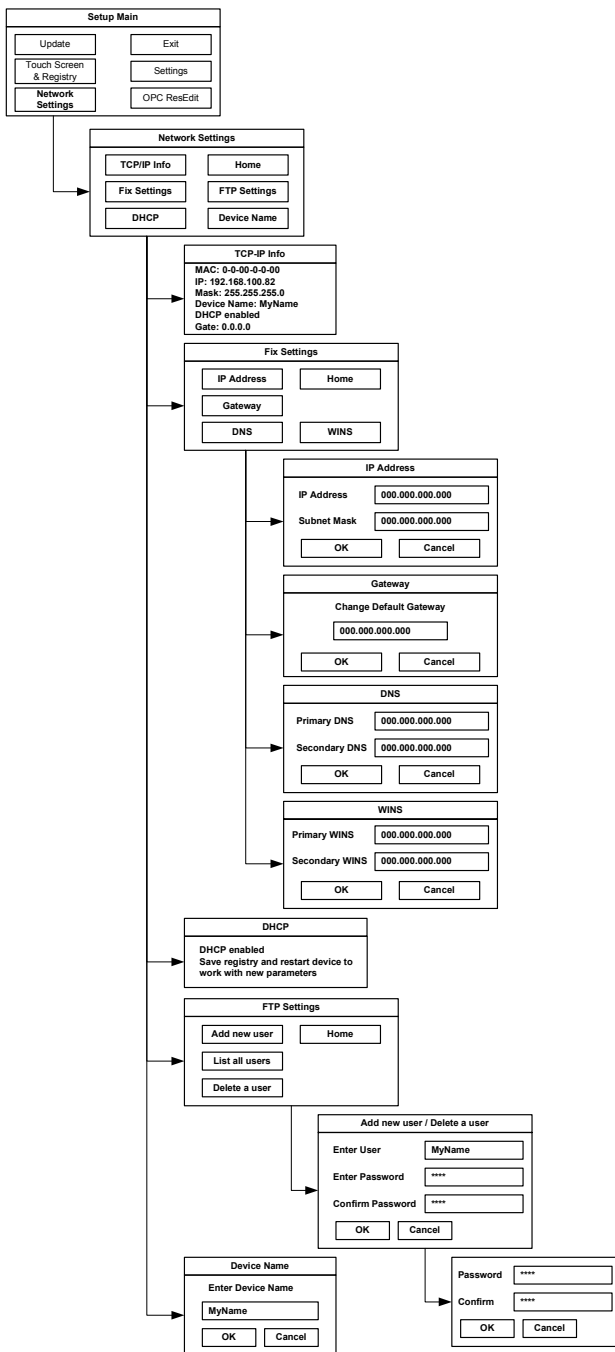 Setup Main
Update
Exit
Touch Screen
& Registry
Settings
Network
Settings
OPC ResEdit
Network Settings
TCP/IP Info
Home
Fix Settings
FTP Settings
DHCP
Device Name
TCP-IP Info
MAC: 0-0-00-0-0-00
IP: 192.168.100.82
Mask: 255.255.255.0
Device Name: MyName
DHCP enabled
Gate: 0.0.0.0
Fix Settings
IP Address
Home
Gateway
DNS
WINS
IP Address
IP Address
000.000.000.000
Subnet Mask
000.000.000.000
OK
Cancel
Gateway
Change Default Gateway
000.000.000.000
OK
Cancel
DNS
Primary DNS
000.000.000.000
Secondary DNS
000.000.000.000
OK
Cancel
WINS
Primary WINS
000.000.000.000
Secondary WINS
000.000.000.000
OK
Cancel
DHCP
DHCP enabled
Save registry and restart device to
work with new parameters
FTP Settings
Add new user
Home
List all users
Delete a user
Add new user / Delete a user
Enter User
MyName
Enter Password
****
Confirm Password
****
OK
Cancel
Password
****
Confirm
****
OK
Cancel
Device Name
Enter Device Name
MyName
OK
Cancel